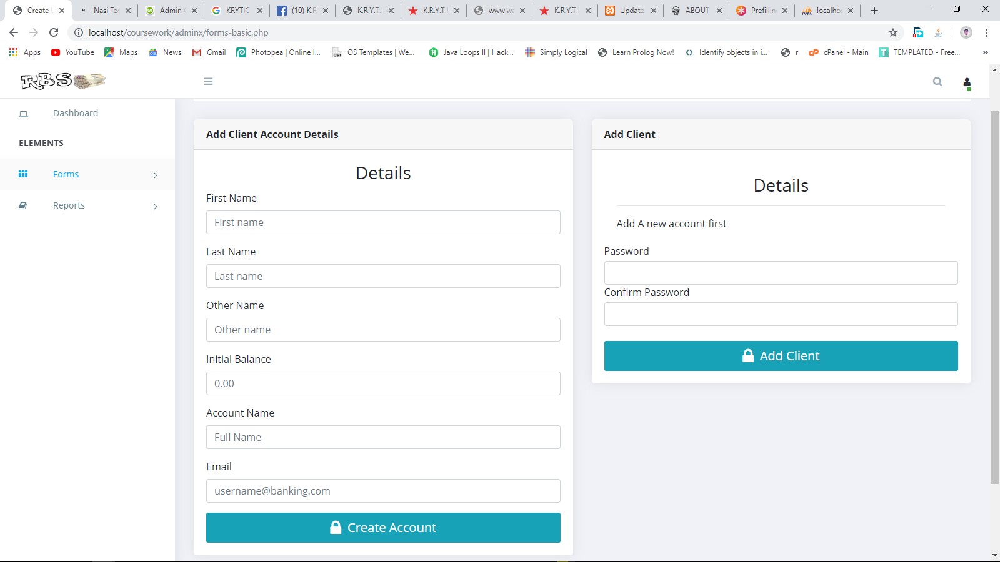 Create
Nasi Tec
Admin
KRYTIC
(10) K.R
K.R.Y.T.
K.R.Y.T.
www.wa
K.R.Y.T.
Update
ABOUT
Prefillin
localhos
localhost/coursework/adminx/forms-basic.php
Apps
YouTube
Maps
News
Gmail
Photopea | Online I...
OS Templates | We...
Java Loops II | Hack...
Simply Logical
Learn Prolog Now!
Identify objects in i...
r
cPanel - Main
TEMPLATED - Free...
»
RBS
Dashboard
ELEMENTS
Forms
Reports
Add Client Account Details
Details
First Name
First name
Last Name
Last name
Other Name
Other name
Initial Balance
0.00
Account Name
Full Name
Email
username@banking.com
Create Account
Add Client
Details
Add A new account first
Password
Confirm Password
Add Client